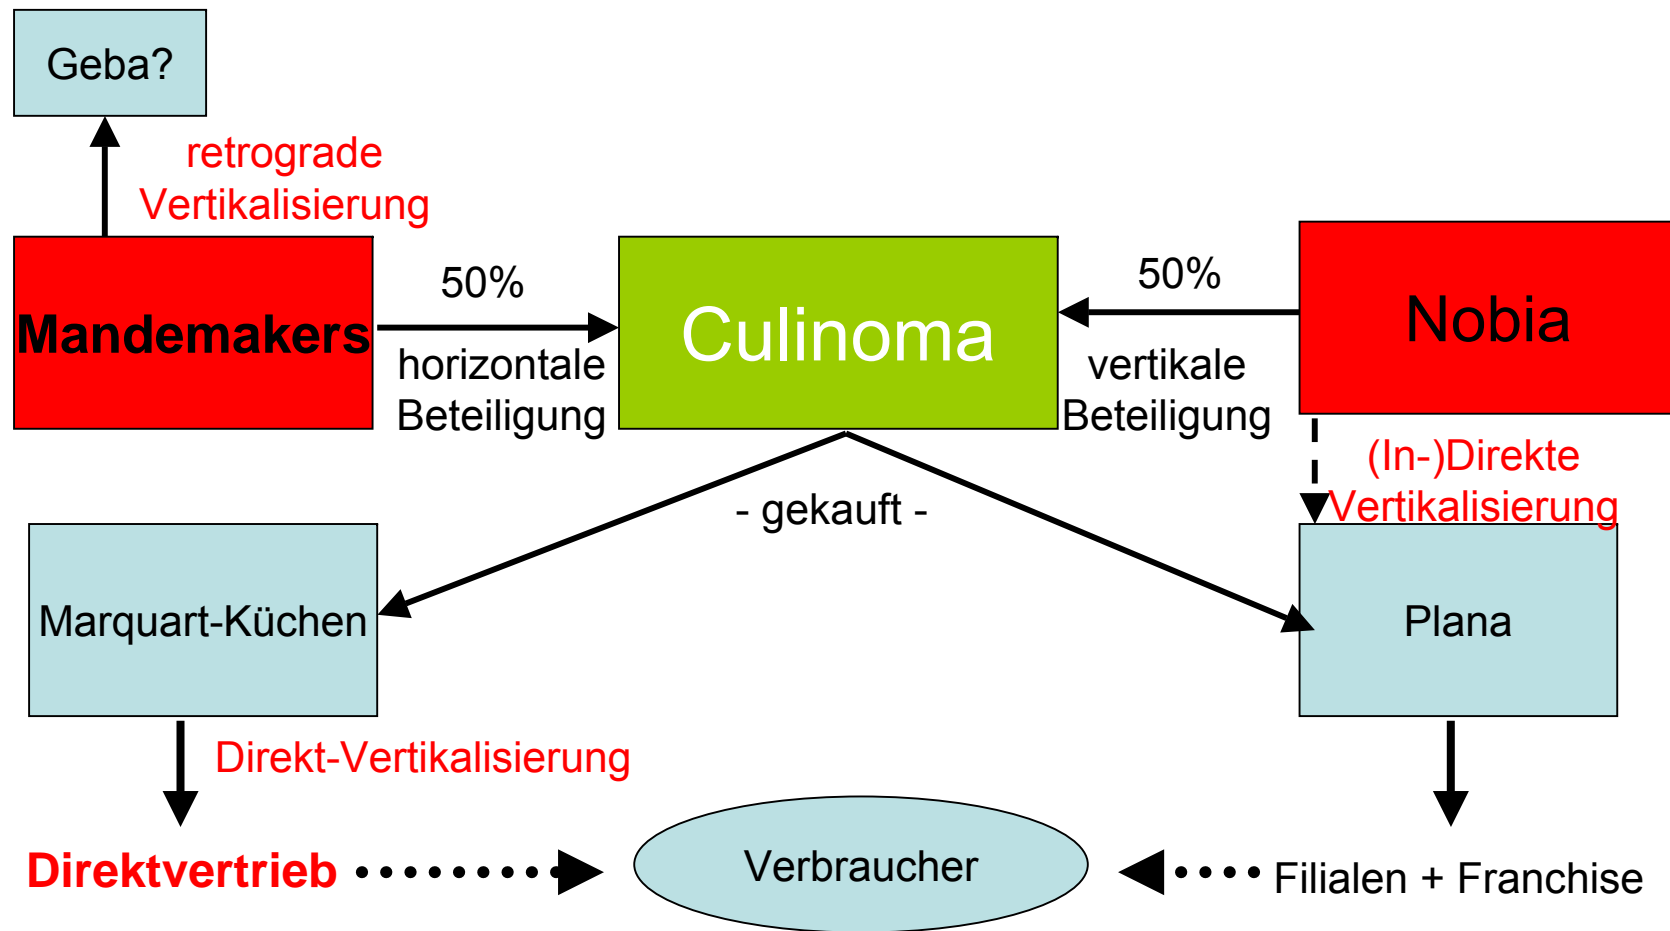 Geba?
retrograde
Vertikalisierung
Mandemakers
50%
horizontale
Beteiligung
Culinoma
50%
vertikale
Beteiligung
Nobia
(In-)Direkte
Vertikalisierung
- gekauft -
Marquart-Küchen
Plana
Direkt-Vertikalisierung
Direktvertrieb
Verbraucher
Filialen + Franchise